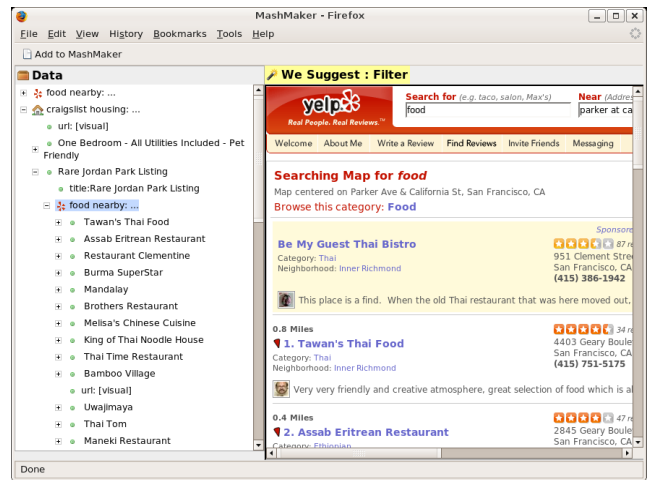 MashMaker - Firefox
File Edit View History Bookmarks Tools Help
Add to MashMaker
Data
food nearby: ...
craigslist housing: ...
url: [visual]
One Bedroom - All Utilities Included - Pet
Friendly
Rare Jordan Park Listing
title:Rare Jordan Park Listing
food nearby: ...
Tawan's Thai Food
Assab Eritrean Restaurant
Restaurant Clementine
Burma SuperStar
Mandalay
Brothers Restaurant
Melisa's Chinese Cuisine
King of Thai Noodle House
Thai Time Restaurant
Bamboo Village
url: [visual]
Uwajimaya
Thai Tom
Maneki Restaurant
We Suggest : Filter
yelp
Real People. Real Reviews.™
Search for (e.g. taco, salon, Max's) Near (Addre
food parker at ca
Welcome About Me Write a Review Find Reviews Invite Friends Messaging
Searching Map for food
Map centered on Parker Ave & California St, San Francisco, CA
Browse this category: Food
Sponsore
Be My Guest Thai Bistro 87 re
Category: Thai 951 Clement Stree
Neighborhood: Inner Richmond San Francisco, CA
(415) 386-1942
This place is a find. When the old Thai restaurant that was here moved out,
0.8 Miles 34 re
1. Tawan's Thai Food 4403 Geary Boule
Category: Thai San Francisco, CA
Neighborhood: Inner Richmond (415) 751-5175
Very very friendly and creative atmosphere, great selection of food which is al
0.4 Miles 47 re
2. Assab Eritrean Restaurant 2845 Geary Boule
Category: Ethiopian San Francisco, CA
Done